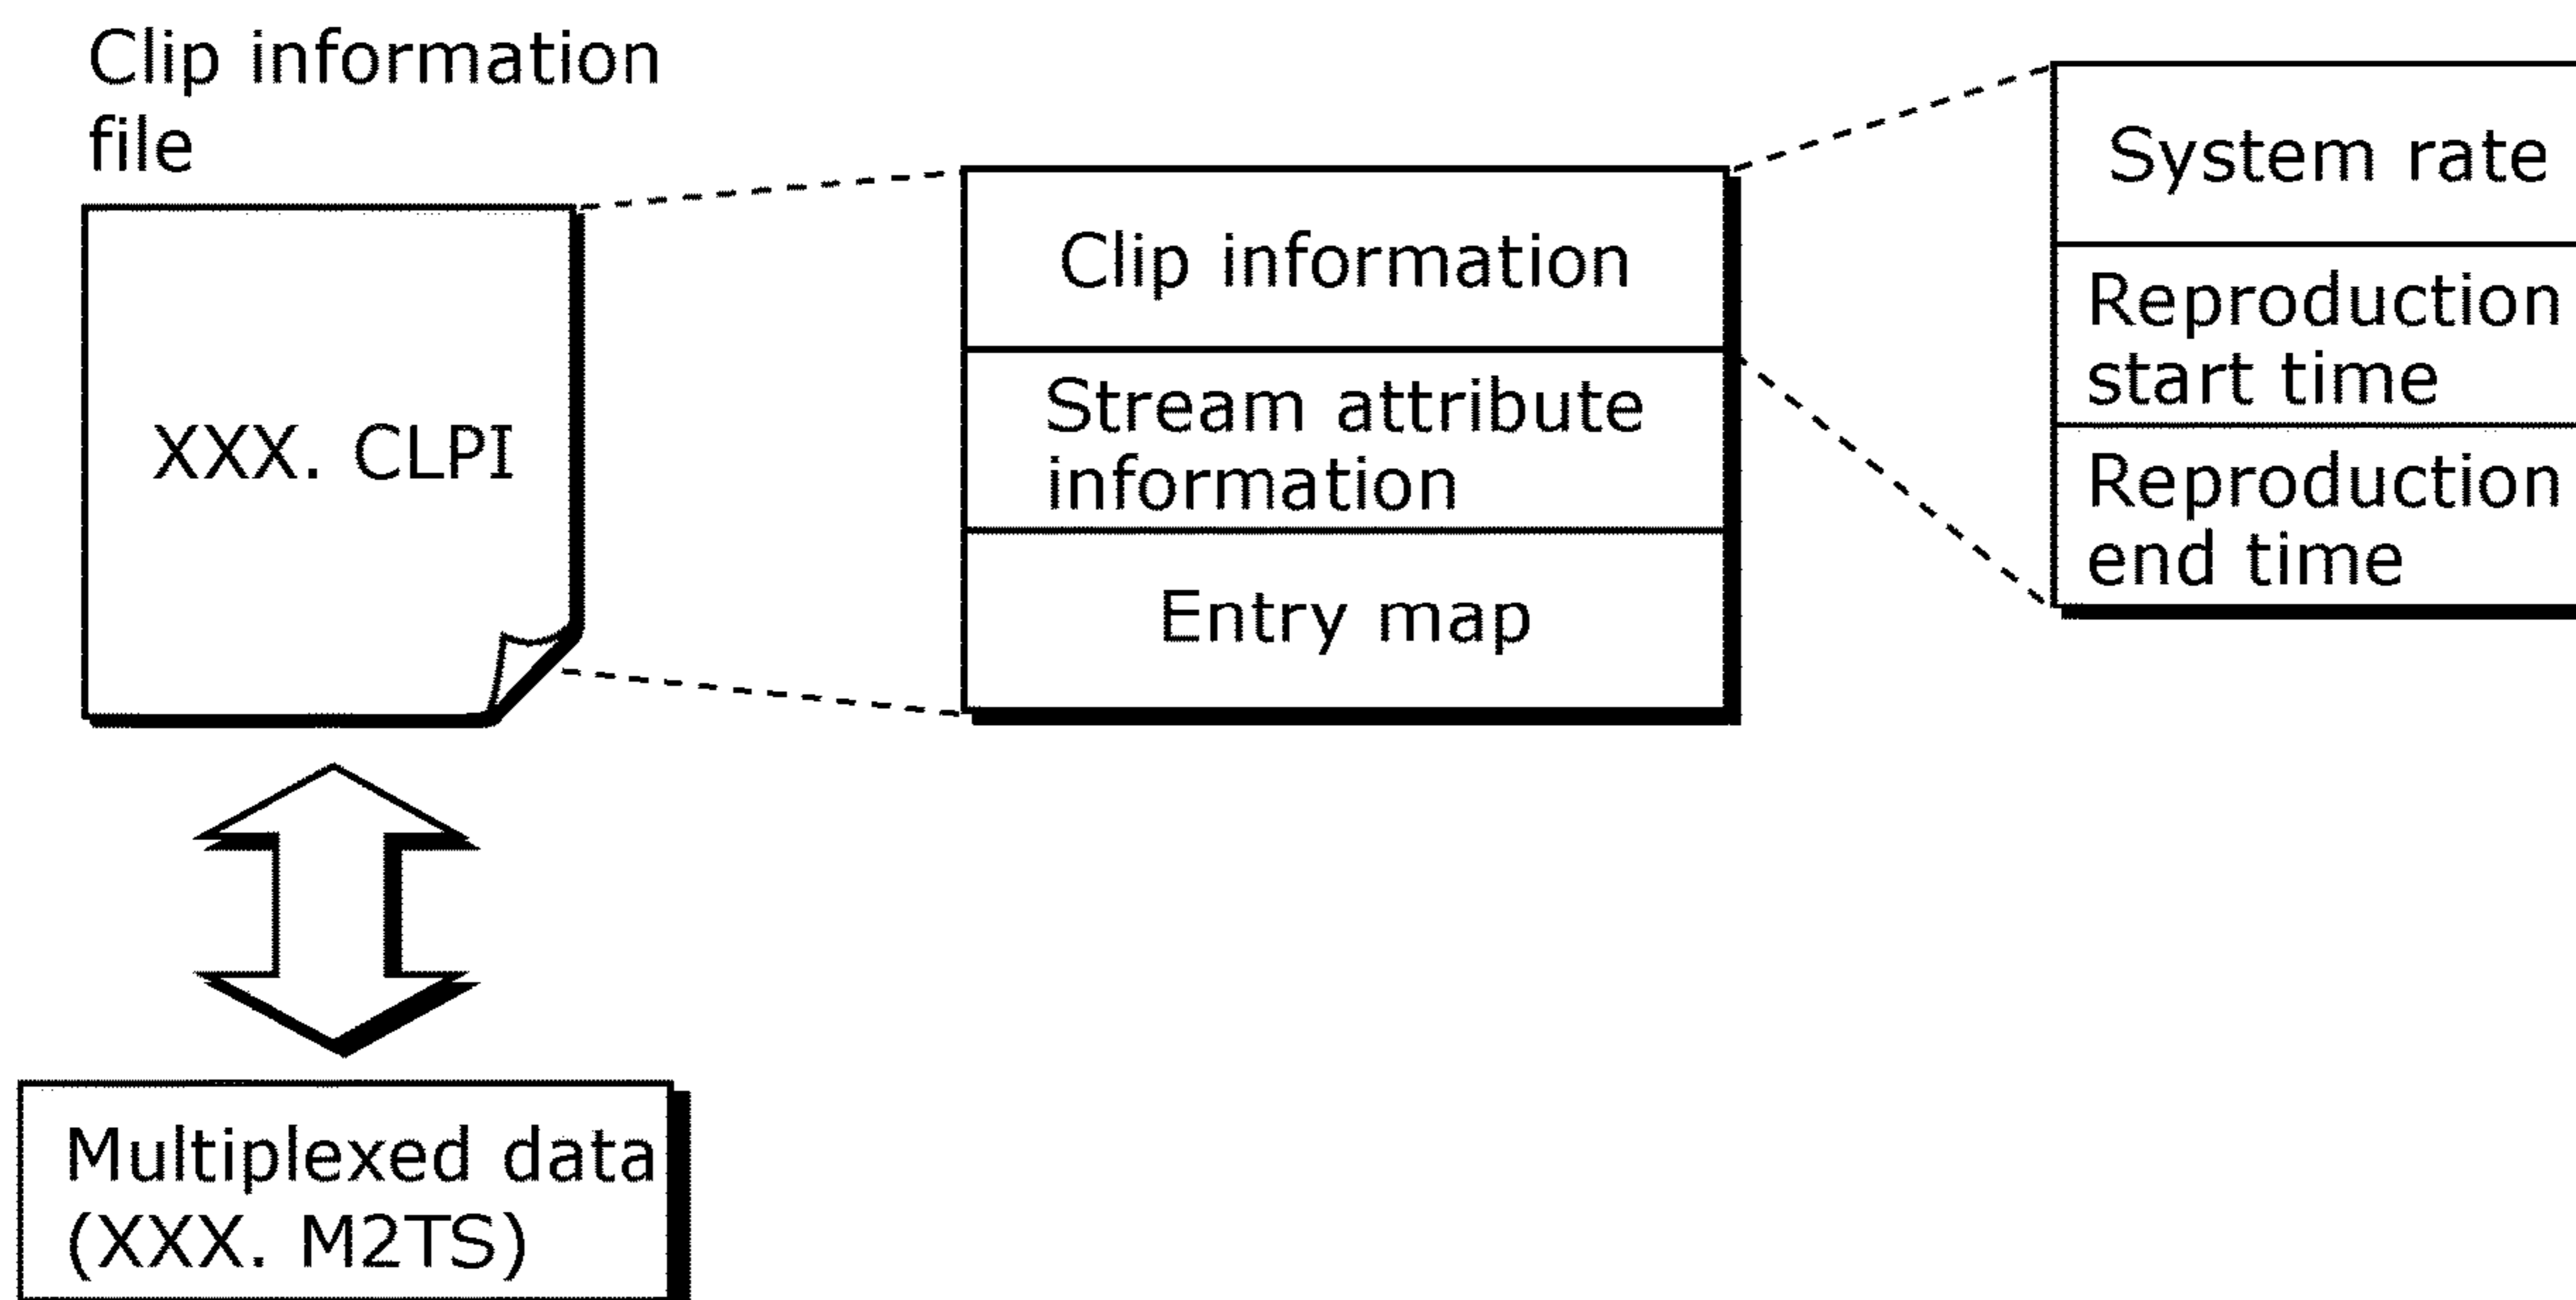 Clip information
file
XXX. CLPI
Multiplexed data
(XXX. M2TS)
Clip information
Stream attribute
information
Entry map
System rate
Reproduction
start time
Reproduction
end time